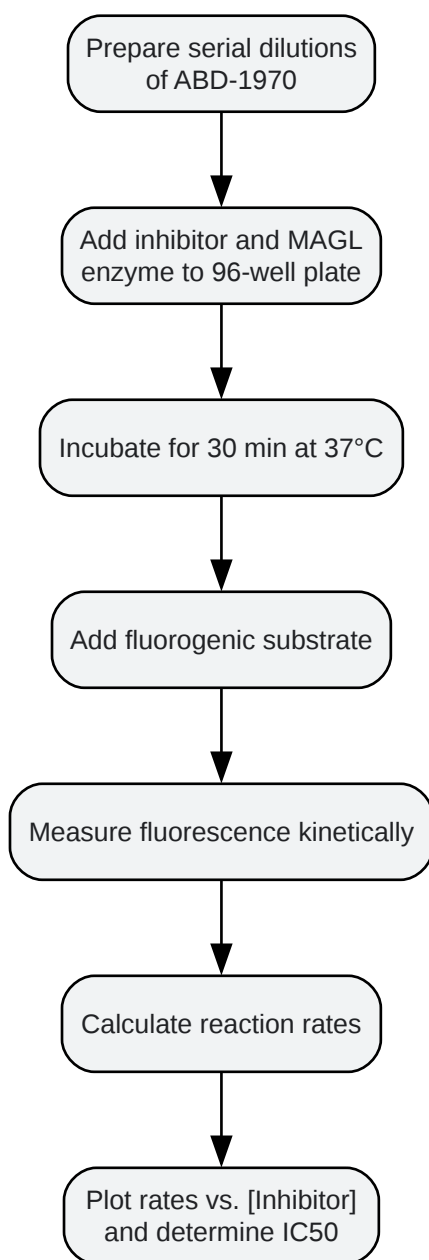 Prepare serial dilutions
of ABD-1970
Add inhibitor and MAGL
enzyme to 96-well plate
Incubate for 30 min at 37°C
Add fluorogenic substrate
Measure fluorescence kinetically
Calculate reaction rates
Plot rates vs. [Inhibitor]
and determine IC50